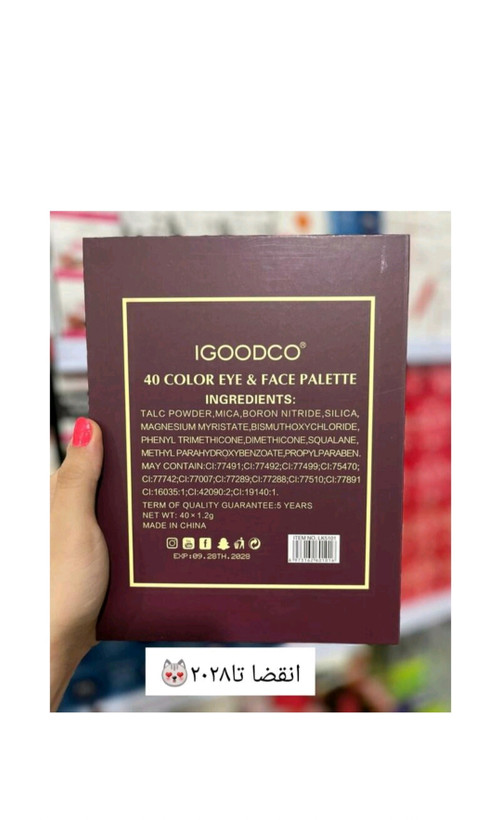 IGOODCO®
40 COLOR EYE & FACE PALETTE
INGREDIENTS:
TALC POWDER,MICA,BORON NITRIDE,SILICA,
MAGNESIUM MYRISTATE,BISMUTHOXYCHLORIDE,
PHENYL TRIMETHICONE,DIMETHICONE,SQUALANE,
METHYL PARAHYDROXYBENZOATE,PROPYLPARABEN.
MAY CONTAIN:CI:77491;CI:77492;CI:77499;CI:75470;
CI:77742;CI:77007;CI:77289;CI:77288;CI:77510;CI:77891
CI:16035:1;CI:42090:2;CI:19140:1.
TERM OF QUALITY GUARANTEE:5 YEARS
NET WT: 40×1.2g
MADE IN CHINA
ITEM NO.
EXP:09.28TH.2028
انقضا تا۲۰۲۸